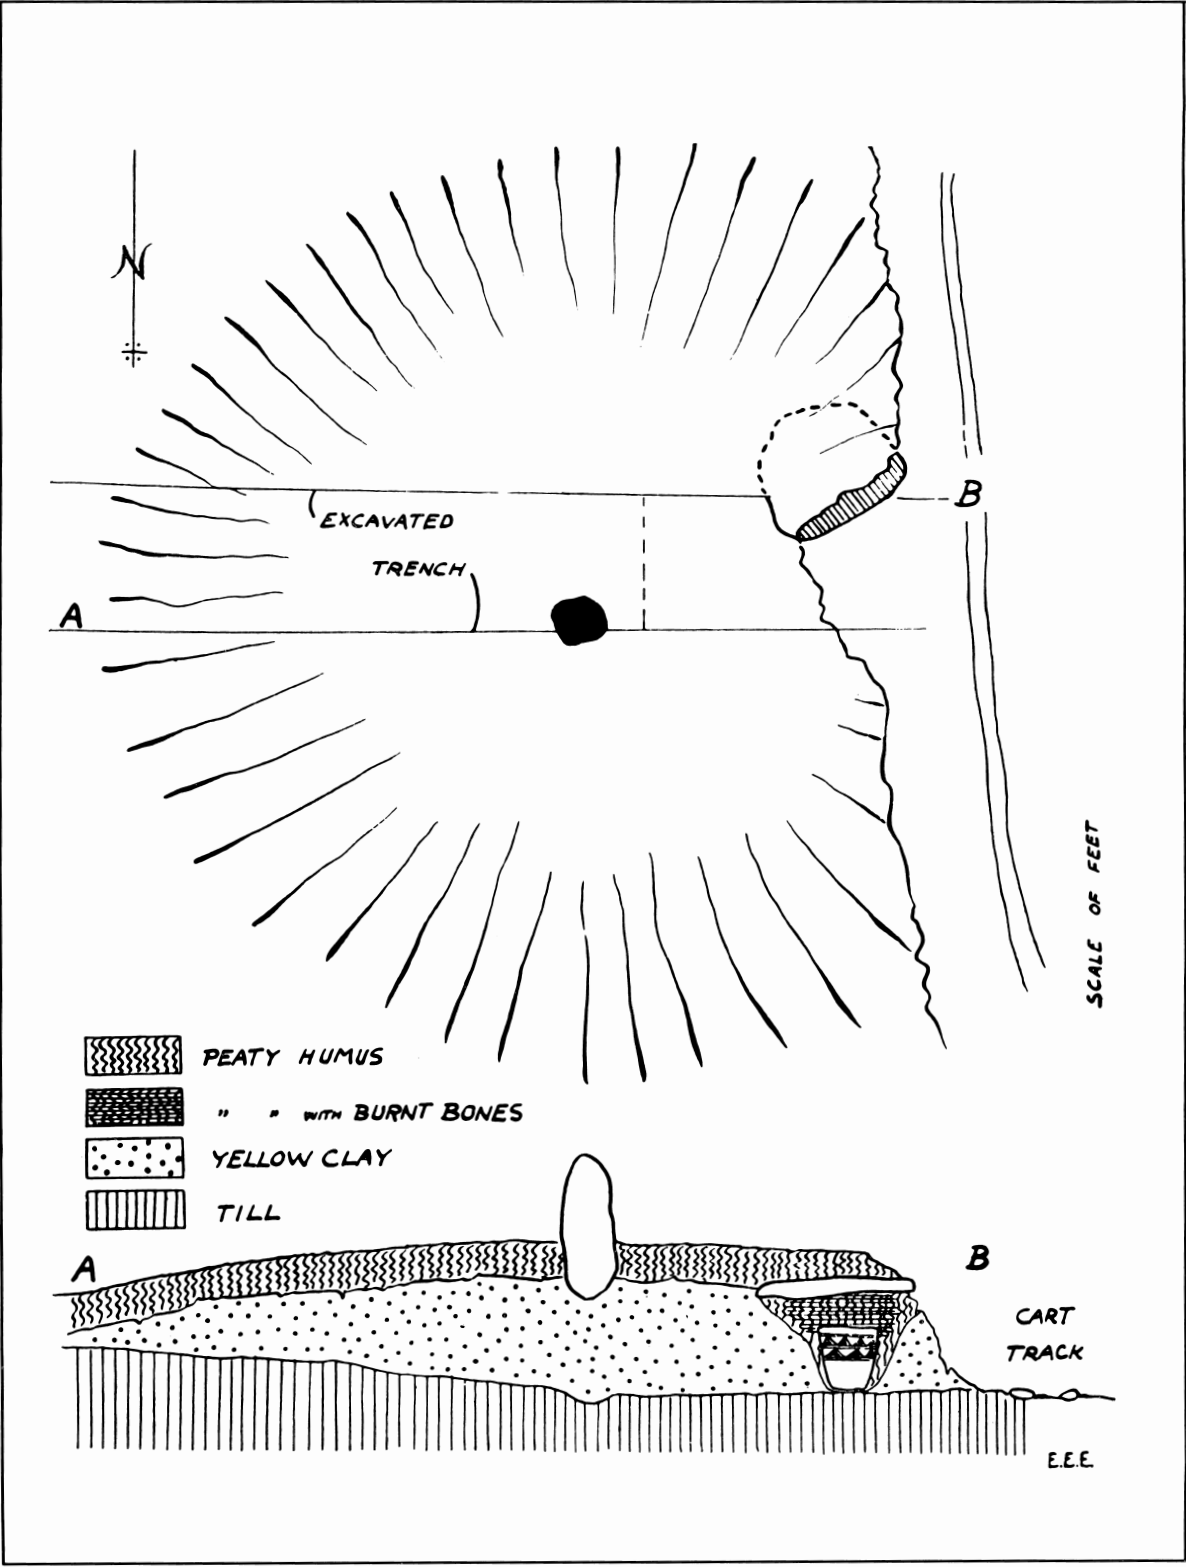 N
EXCAVATED
TRENCH
A
B
SCALE OF FEET
PEATY HUMUS
" " WITH BURNT BONES
YELLOW CLAY
TILL
A
B
CART
TRACK
E.E.E.